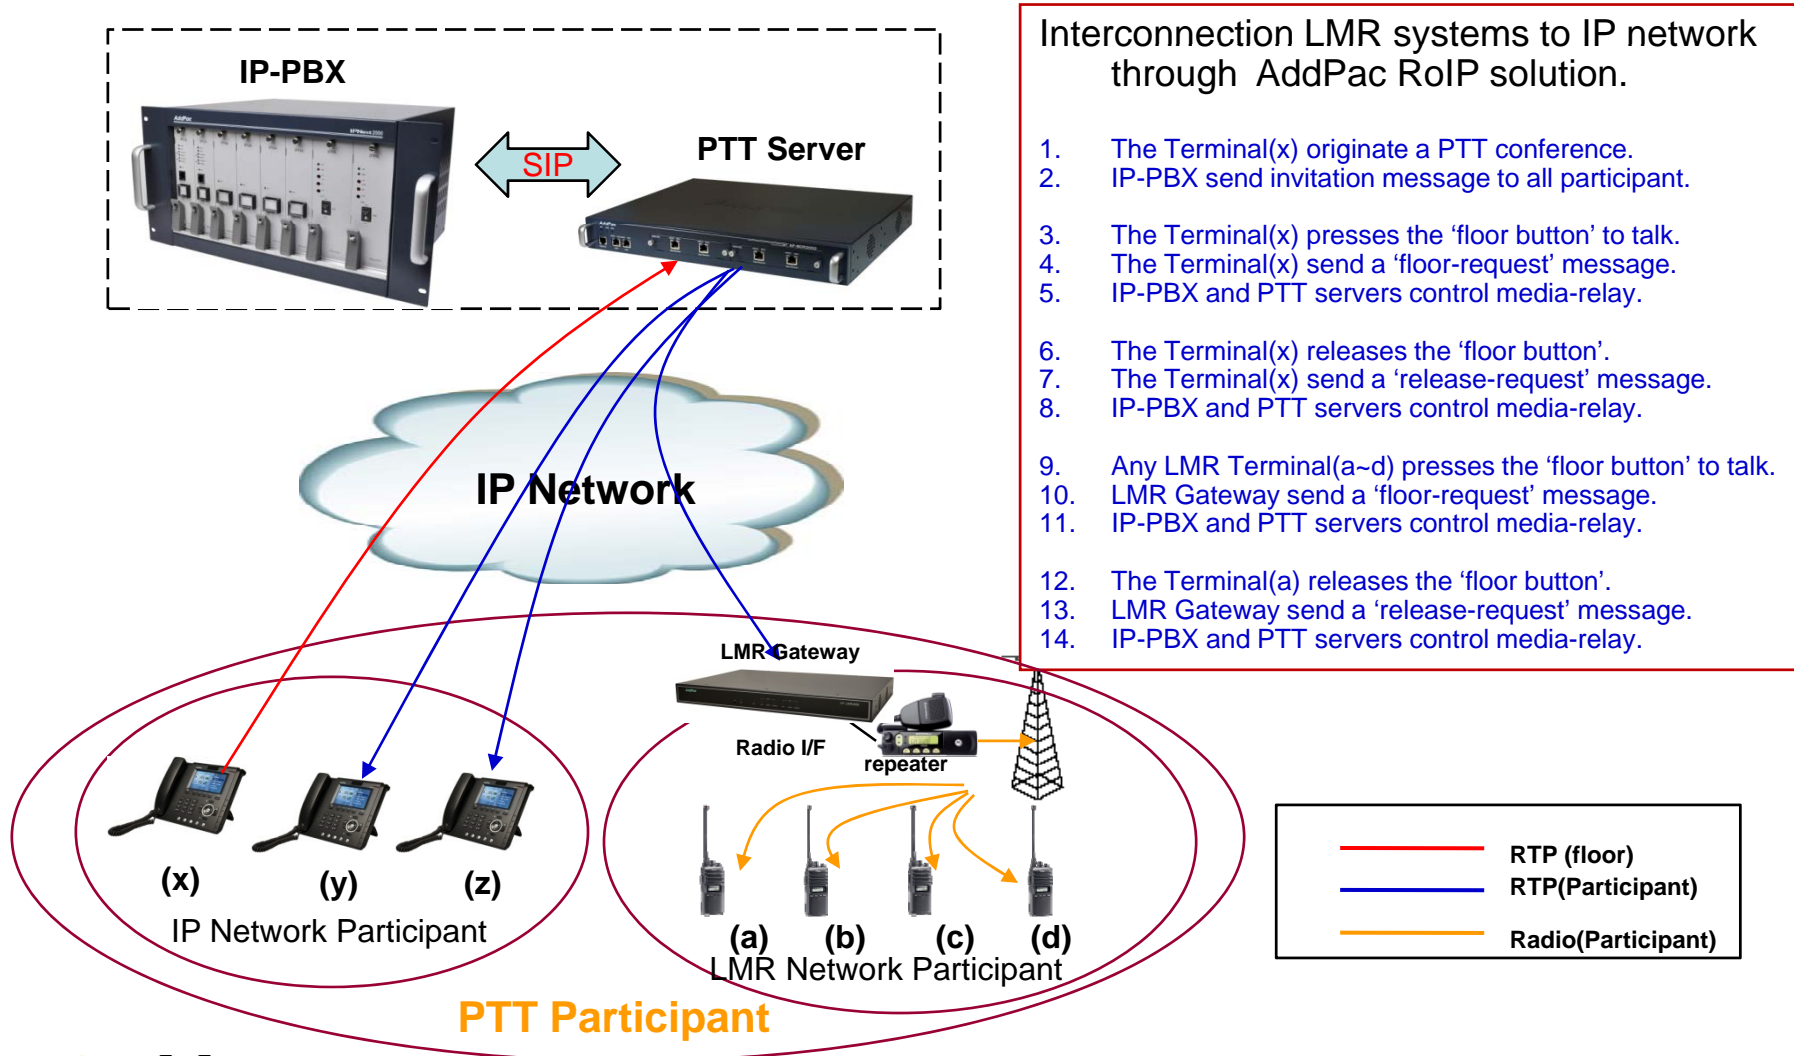 IP-PBX
SIP
PTT Server
AddPac
Interconnection LMR systems to IP network
through AddPac RoIP solution.
1. The Terminal(x) originate a PTT conference.
2. IP-PBX send invitation message to all participant.
3. The Terminal(x) presses the ‘floor button’ to talk.
4. The Terminal(x) send a ‘floor-request’ message.
5. IP-PBX and PTT servers control media-relay.
6. The Terminal(x) releases the ‘floor button’.
7. The Terminal(x) send a ‘release-request’ message.
8. IP-PBX and PTT servers control media-relay.
9. Any LMR Terminal(a~d) presses the ‘floor button’ to talk.
10. LMR Gateway send a ‘floor-request’ message.
11. IP-PBX and PTT servers control media-relay.
12. The Terminal(a) releases the ‘floor button’.
13. LMR Gateway send a ‘release-request’ message.
14. IP-PBX and PTT servers control media-relay.
IP Network
LMR Gateway
Radio I/F
repeater
(x) (y) (z)
IP Network Participant
(a) (b) (c) (d)
LMR Network Participant
PTT Participant
RTP (floor)
RTP(Participant)
Radio(Participant)